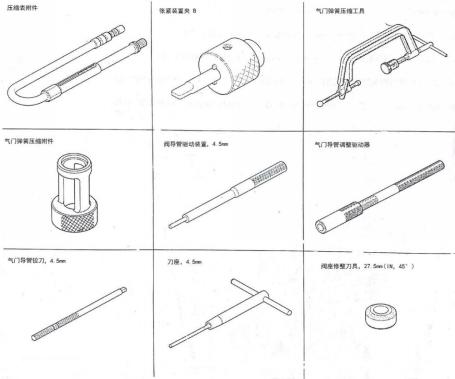 压缩表附件
张紧装置夹 B
气门弹簧压缩工具
气门弹簧压缩附件
阀导管驱动装置, 4.5mm
气门导管调整驱动器
气门导管铰刀, 4.5mm
刀座, 4.5mm
阀座修整刀具, 27.5mm(IN, 45°)